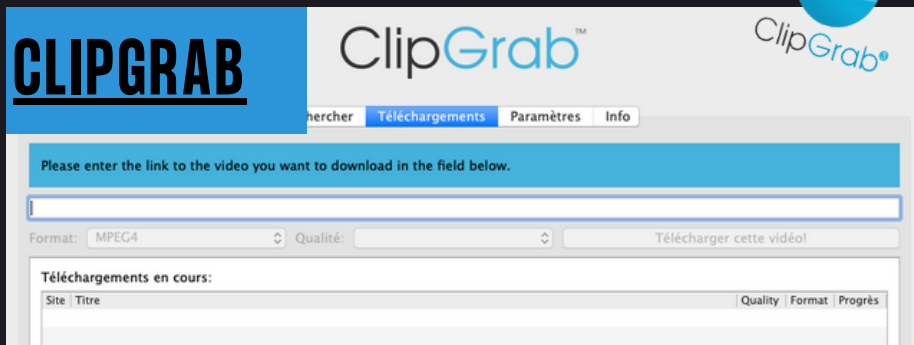 CLIPGRAB
ClipGrab™
ClipGrab
hercher Téléchargements Paramètres Info
Please enter the link to the video you want to download in the field below.
Format: MPEG4 Qualité: Télécharger cette vidéo!
Téléchargements en cours:
Site Titre Quality Format Progrès